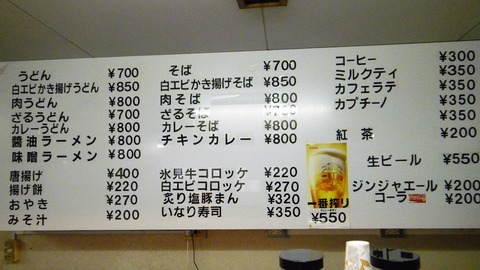 うどん ¥700
白エビかき揚げうどん ¥850
肉うどん ¥800
ざるうどん ¥800
カレーうどん ¥800
醤油ラーメン ¥800
味噌ラーメン ¥800
唐揚げ ¥400
揚げ餅 ¥220
おやき ¥270
みそ汁 ¥200
そば ¥700
白エビかき揚げそば ¥850
肉そば ¥800
ざるそば
カレーそば ¥800
チキンカレー ¥800
氷見牛コロッケ ¥220
白エビコロッケ ¥270
炙り塩豚まん ¥320
いなり寿司 ¥350
コーヒー ¥300
ミルクティ ¥350
カフェラテ ¥350
カプチーノ ¥350
¥350
紅茶 ¥200
生ビール ¥550
一番搾り
¥550
ジンジャエール ¥200
コーラ ¥200